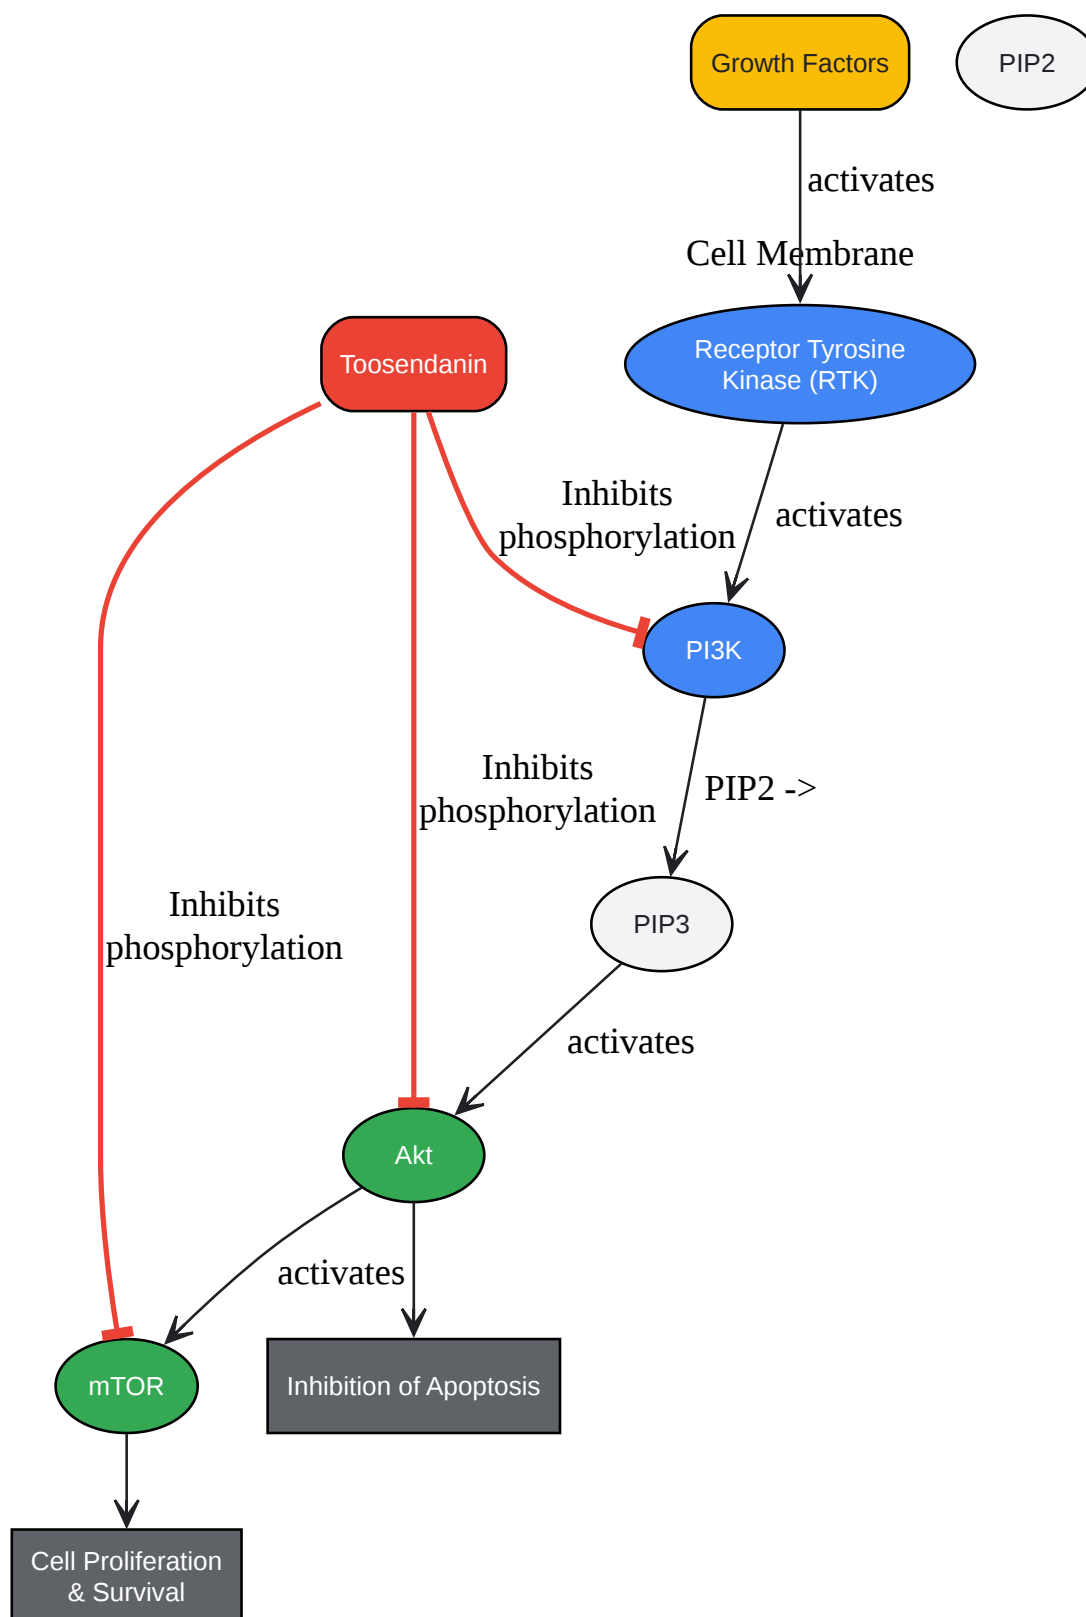 Growth Factors
PIP2
activates
Cell Membrane
Toosendanin
Receptor Tyrosine
Kinase (RTK)
Inhibits
phosphorylation
activates
PI3K
Inhibits
phosphorylation
PIP2 ->
Inhibits
phosphorylation
PIP3
activates
Akt
activates
mTOR
Inhibition of Apoptosis
Cell Proliferation
& Survival